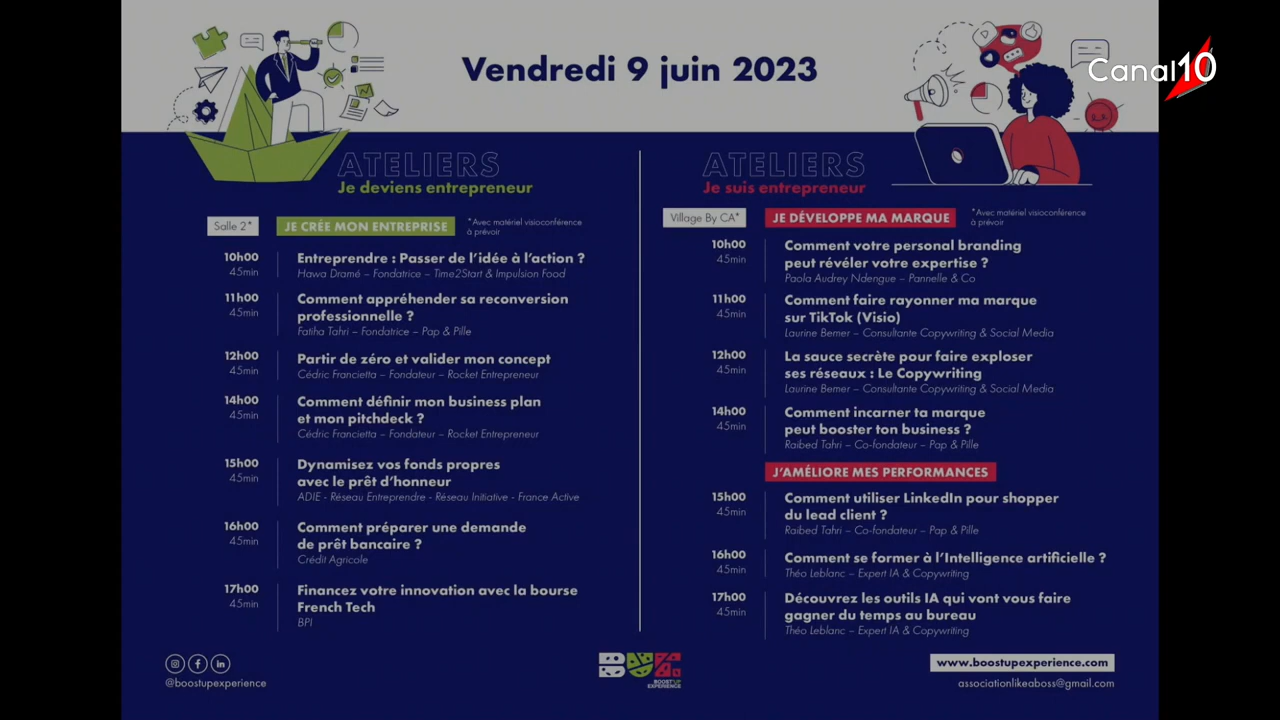 Vendredi 9 juin 2023
Canal10
ATELIERS
Je deviens entrepreneur
Salle 2*
JE CRÉE MON ENTREPRISE
*Avec matériel visioconférence
à prévoir
10h00
45min
Entreprendre : Passer de l'idée à l'action ?
Hawa Dramé – Fondatrice – Time2Start & Impulsion Food
11h00
45min
Comment appréhender sa reconversion
professionnelle ?
Fatiha Tahri – Fondatrice – Pap & Pille
12h00
45min
Partir de zéro et valider mon concept
Cédric Francietta – Fondateur – Rocket Entrepreneur
14h00
45min
Comment définir mon business plan
et mon pitchdeck ?
Cédric Francietta – Fondateur – Rocket Entrepreneur
15h00
45min
Dynamisez vos fonds propres
avec le prêt d'honneur
ADIE - Réseau Entreprendre - Réseau Initiative - France Active
16h00
45min
Comment préparer une demande
de prêt bancaire ?
Crédit Agricole
17h00
45min
Financez votre innovation avec la bourse
French Tech
BPI
ATELIERS
Je suis entrepreneur
Village By CA*
JE DÉVELOPPE MA MARQUE
*Avec matériel visioconférence
à prévoir
10h00
45min
Comment votre personal branding
peut révéler votre expertise ?
Paola Audrey Ndengue – Pannelle & Co
11h00
45min
Comment faire rayonner ma marque
sur TikTok (Visio)
Laurine Bemer – Consultante Copywriting & Social Media
12h00
45min
La sauce secrète pour faire exploser
ses réseaux : Le Copywriting
Laurine Bemer – Consultante Copywriting & Social Media
14h00
45min
Comment incarner ta marque
peut booster ton business ?
Raibed Tahri – Co-fondateur – Pap & Pille
J'AMÉLIORE MES PERFORMANCES
15h00
45min
Comment utiliser LinkedIn pour shopper
du lead client ?
Raibed Tahri – Co-fondateur – Pap & Pille
16h00
45min
Comment se former à l'Intelligence artificielle ?
Théo Leblanc – Expert IA & Copywriting
17h00
45min
Découvrez les outils IA qui vont vous faire
gagner du temps au bureau
Théo Leblanc – Expert IA & Copywriting
@boostupexperience
BUE
BOOST'UP
EXPERIENCE
www.boostupexperience.com
associationlikeaboss@gmail.com